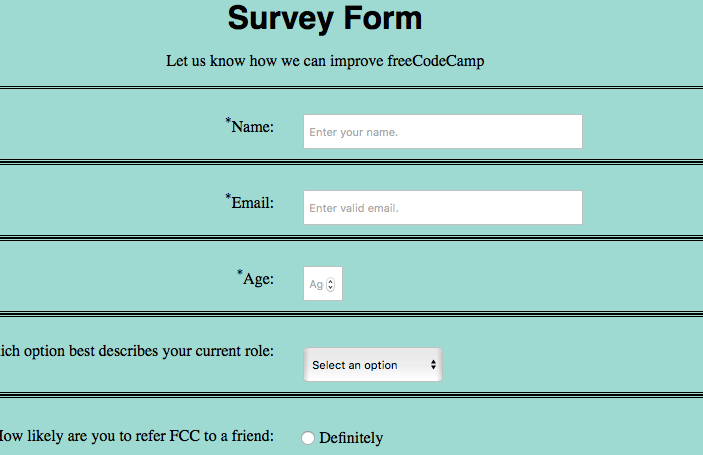 Survey Form
Let us know how we can improve freeCodeCamp
*Name:
Enter your name.
*Email:
Enter valid email.
*Age:
Ag
option best describes your current role:
Select an option
likely are you to refer FCC to a friend:
Definitely